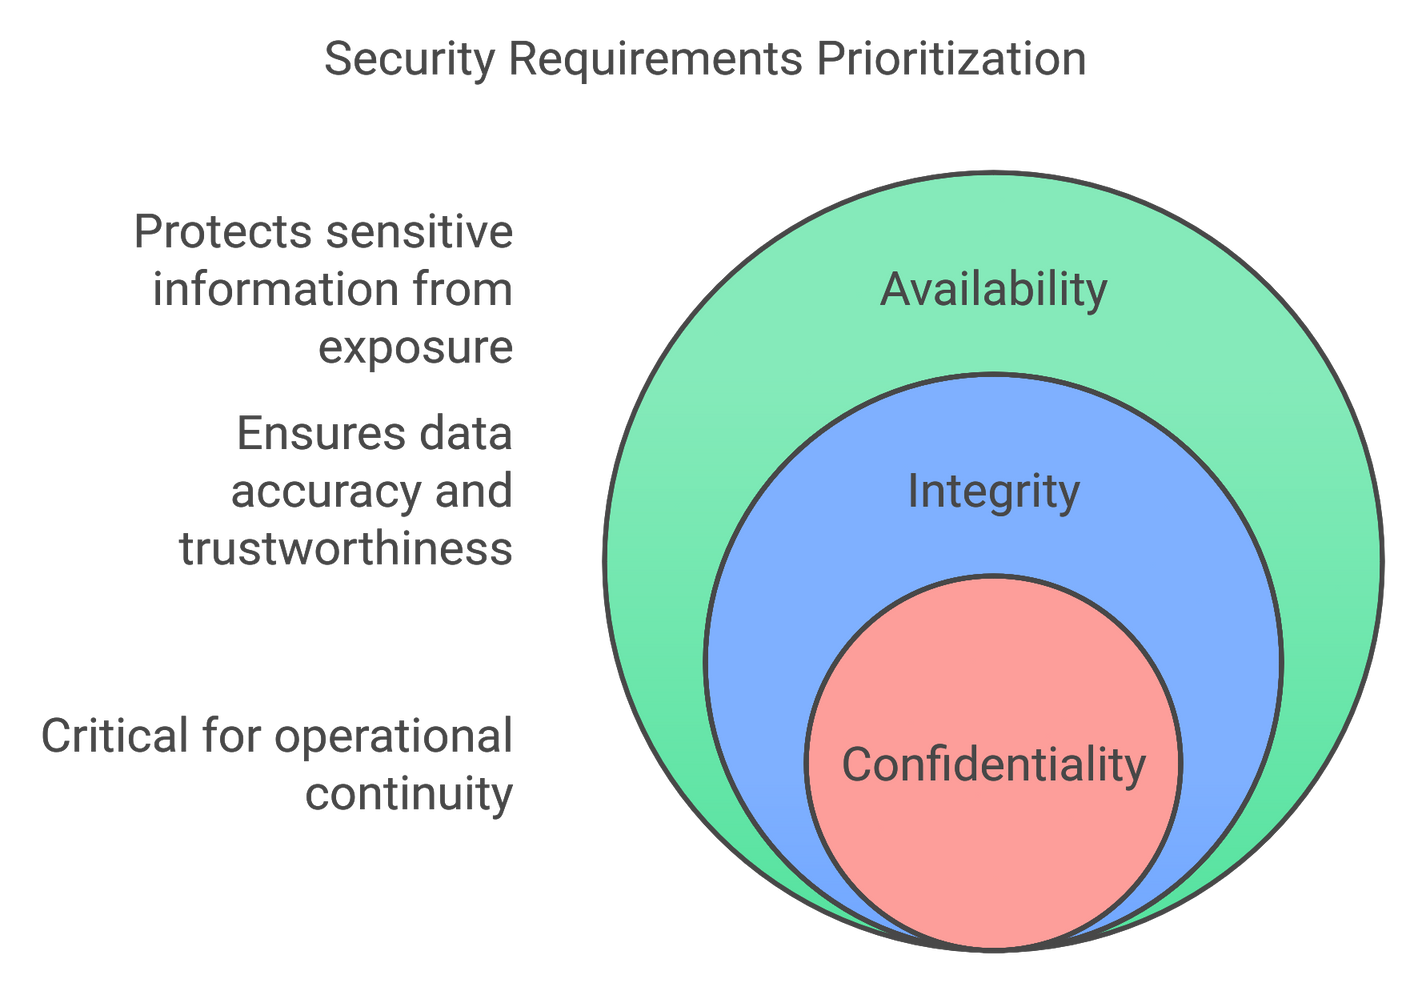 Security Requirements Prioritization
Protects sensitive
information from
exposure
Availability
Ensures data
accuracy and
trustworthiness
Integrity
Critical for operational
continuity
Confidentiality